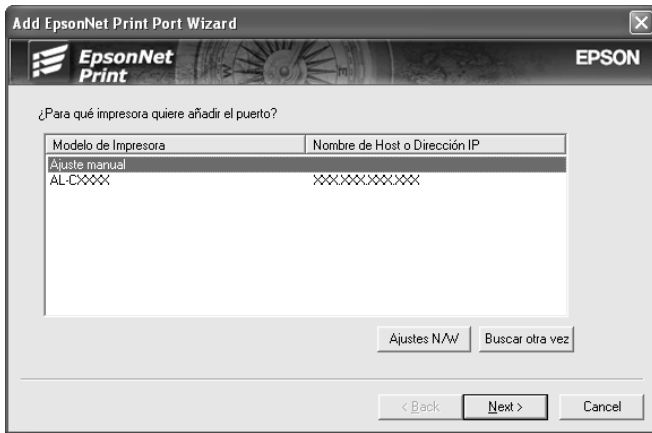 Add EpsonNet Print Port Wizard
EpsonNet
Print
EPSON
¿Para qué impresora quiere añadir el puerto?
Modelo de Impresora Nombre de Host o Dirección IP
Ajuste manual
AL-CXXXX XXX.XXX.XXX.XXX
Ajustes N/W Buscar otra vez
< Back Next > Cancel